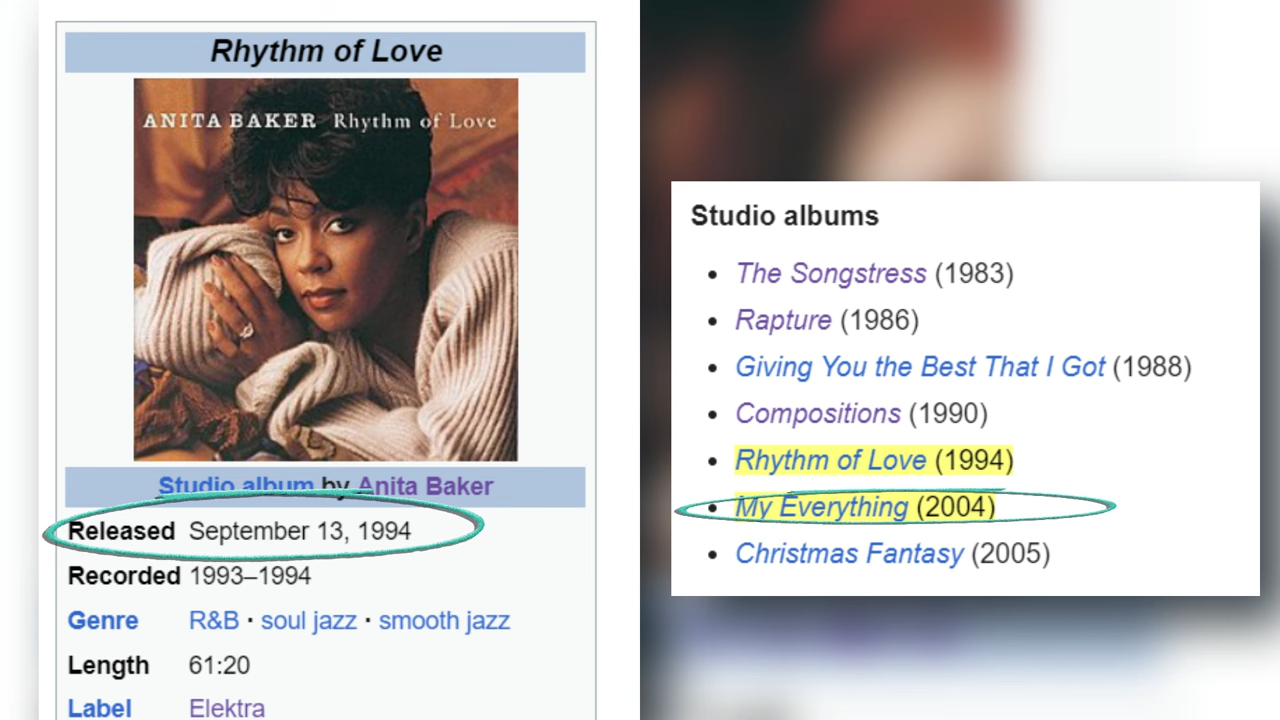 Rhythm of Love
ANITA BAKER Rhythm of Love
Studio album by Anita Baker
Released September 13, 1994
Recorded 1993–1994
Genre R&B · soul jazz · smooth jazz
Length 61:20
Label Elektra
Studio albums
• The Songstress (1983)
• Rapture (1986)
• Giving You the Best That I Got (1988)
• Compositions (1990)
• Rhythm of Love (1994)
• My Everything (2004)
• Christmas Fantasy (2005)